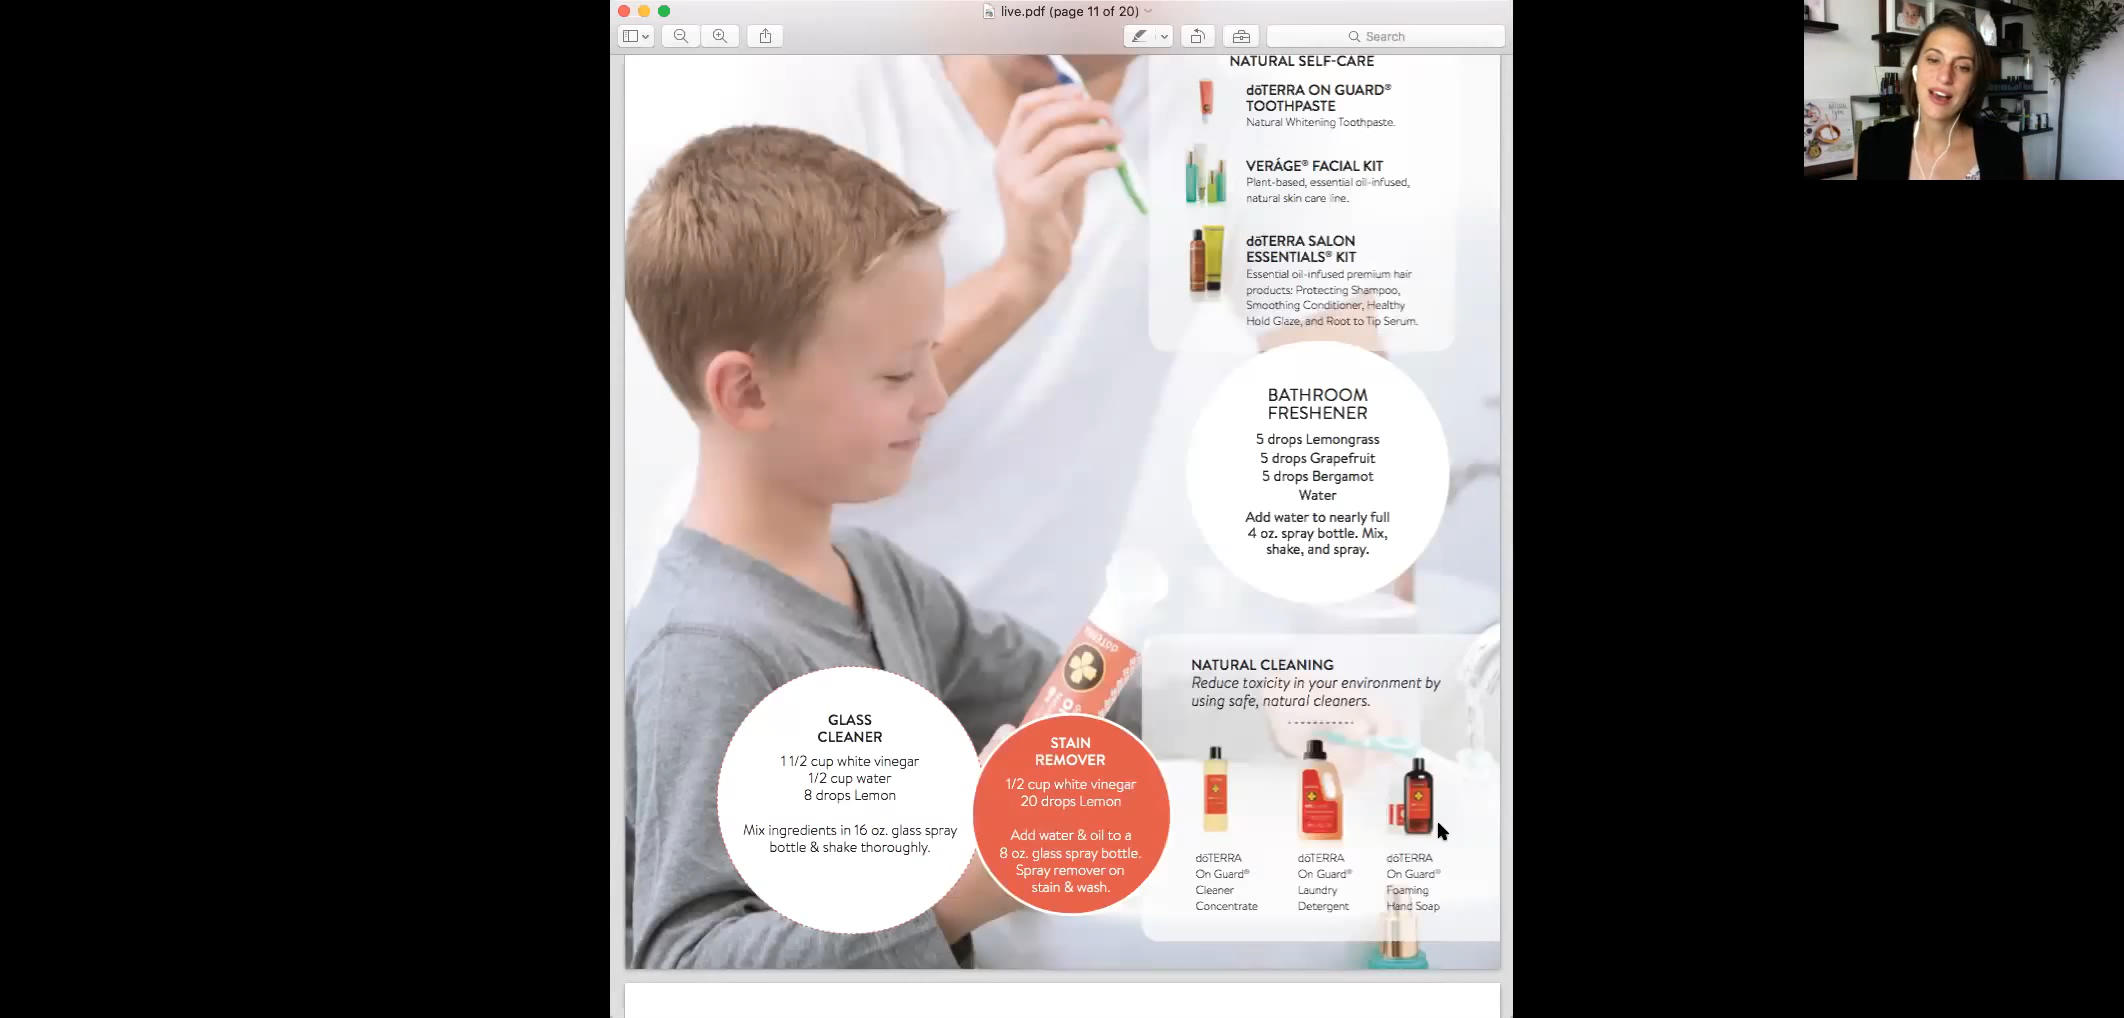 live.pdf (page 11 of 20)
Search
NATURAL SELF-CARE
dōTERRA ON GUARD®
TOOTHPASTE
Natural Whitening Toothpaste.
VERÁGE® FACIAL KIT
Plant-based, essential oil-infused,
natural skin care line.
dōTERRA SALON
ESSENTIALS® KIT
Essential oil-infused premium hair
products: Protecting Shampoo,
Smoothing Conditioner, Healthy
Hold Glaze, and Root to Tip Serum.
BATHROOM
FRESHENER
5 drops Lemongrass
5 drops Grapefruit
5 drops Bergamot
Water
Add water to nearly full
4 oz. spray bottle. Mix,
shake, and spray.
dōTERRA
GLASS
CLEANER
1 1/2 cup white vinegar
1/2 cup water
8 drops Lemon
Mix ingredients in 16 oz. glass spray
bottle & shake thoroughly.
STAIN
REMOVER
1/2 cup white vinegar
20 drops Lemon
Add water & oil to a
8 oz. glass spray bottle.
Spray remover on
stain & wash.
NATURAL CLEANING
Reduce toxicity in your environment by
using safe, natural cleaners.
dōTERRA
On Guard®
Cleaner
Concentrate
dōTERRA
On Guard®
Laundry
Detergent
dōTERRA
On Guard®
Foaming
Hand Soap